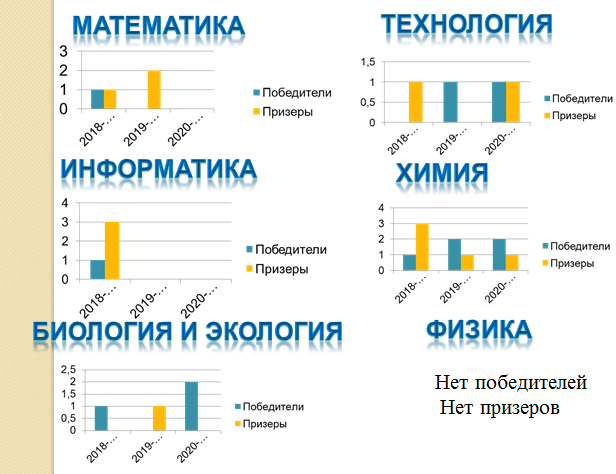 МАТЕМАТИКА
3
2
1
0
2018-...
2019-...
2020-...
Победители
Призеры
ТЕХНОЛОГИЯ
1,5
1
0,5
0
2018-...
2019-...
2020-...
Победители
Призеры
ИНФОРМАТИКА
4
3
2
1
0
2018-...
2019-...
2020-...
Победители
Призеры
ХИМИЯ
4
3
2
1
0
2018-...
2019-...
2020-...
Победители
Призеры
БИОЛОГИЯ И ЭКОЛОГИЯ
2,5
2
1,5
1
0,5
0
2018-...
2019-...
2020-...
Победители
Призеры
ФИЗИКА
Нет победителей
Нет призеров